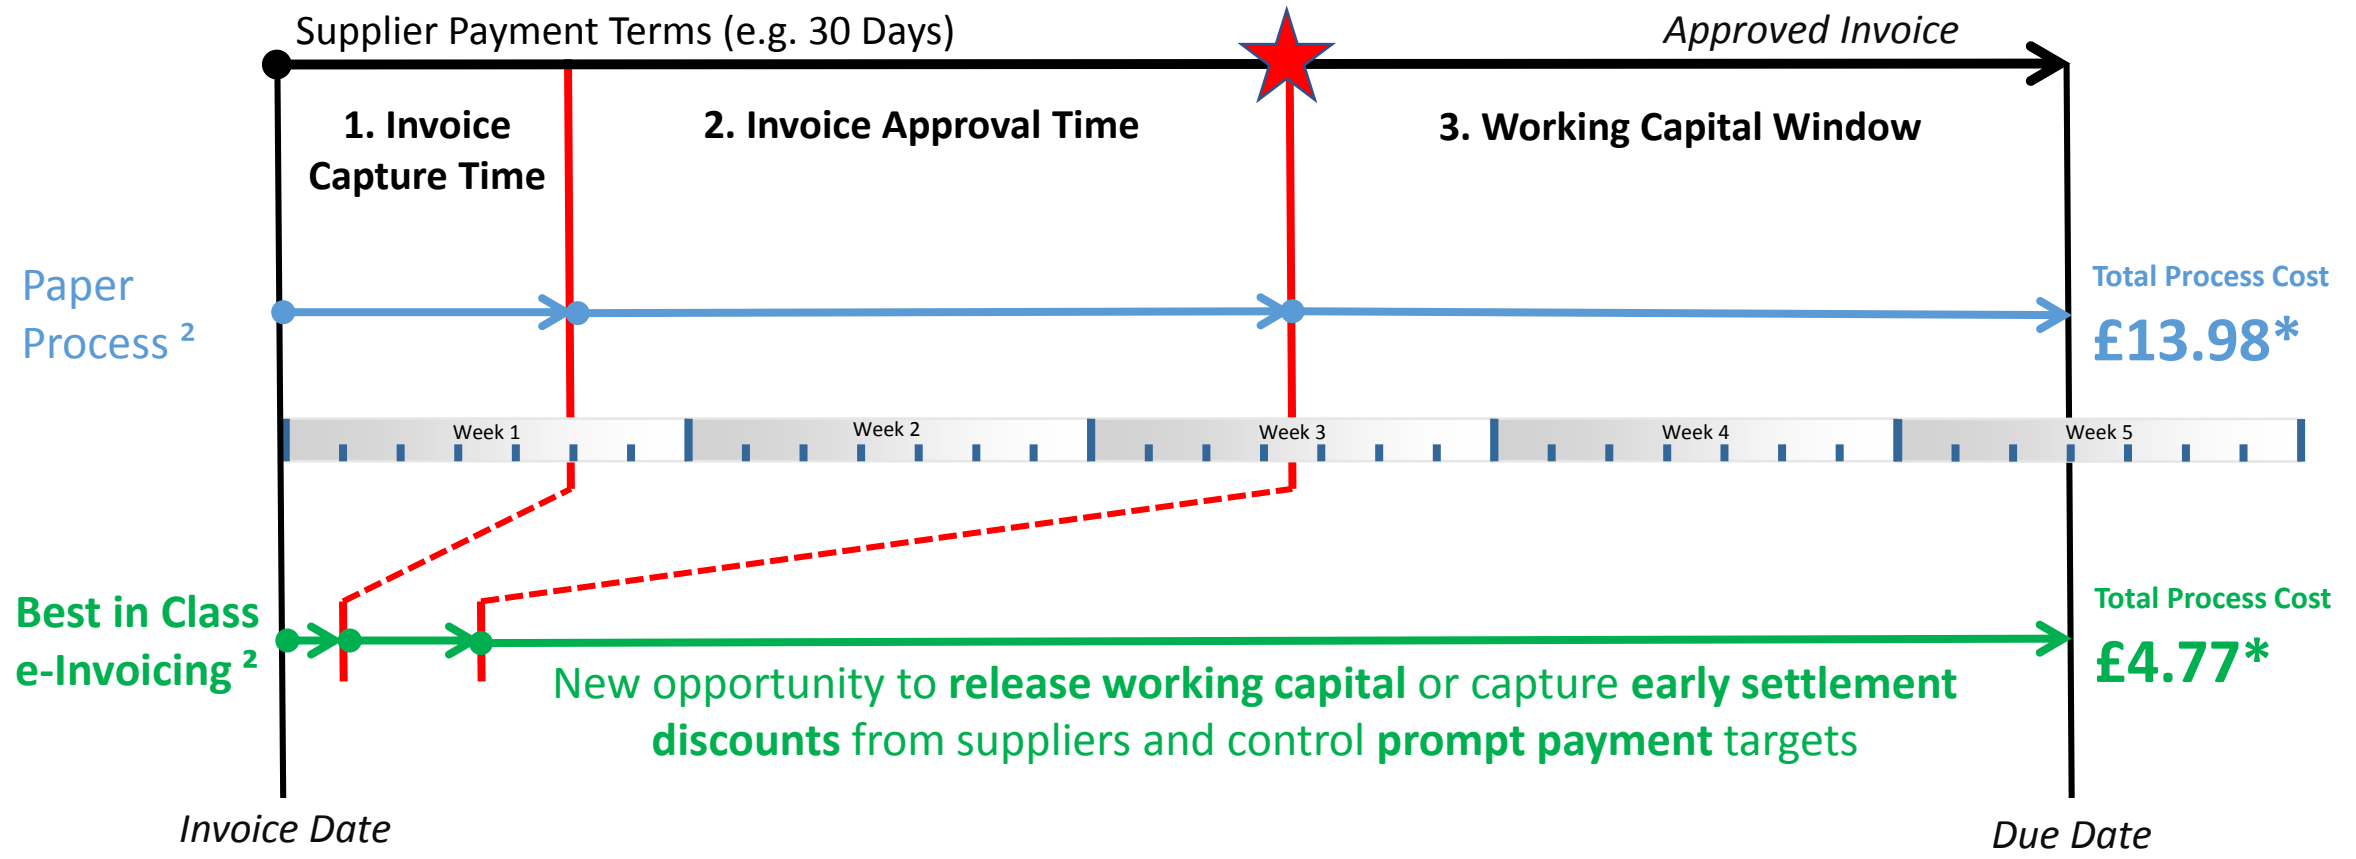 Supplier Payment Terms (e.g. 30 Days)
Approved Invoice
1. Invoice
Capture Time
2. Invoice Approval Time
3. Working Capital Window
Paper
Process ²
Total Process Cost
£13.98*
Week 1
Week 2
Week 3
Week 4
Week 5
Best in Class
e-Invoicing ²
Total Process Cost
£4.77*
New opportunity to release working capital or capture early settlement
discounts from suppliers and control prompt payment targets
Invoice Date
Due Date